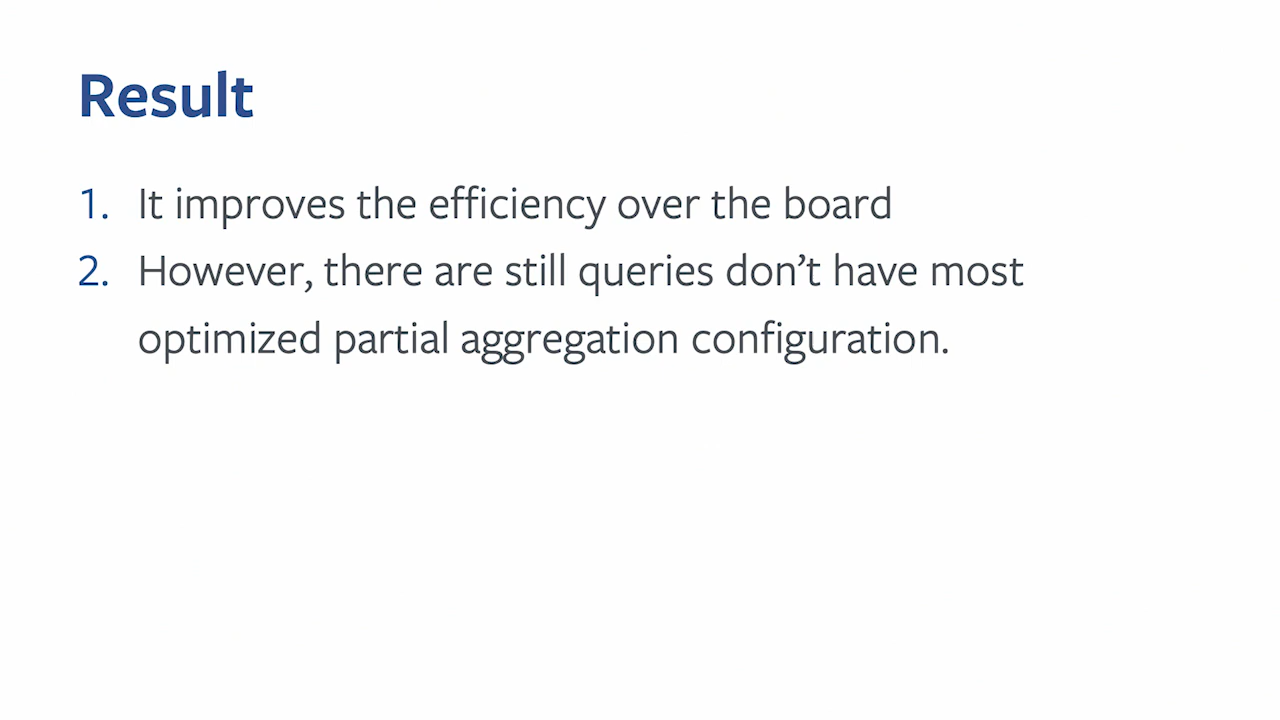 Result
1. It improves the efficiency over the board
2. However, there are still queries don’t have most
optimized partial aggregation configuration.